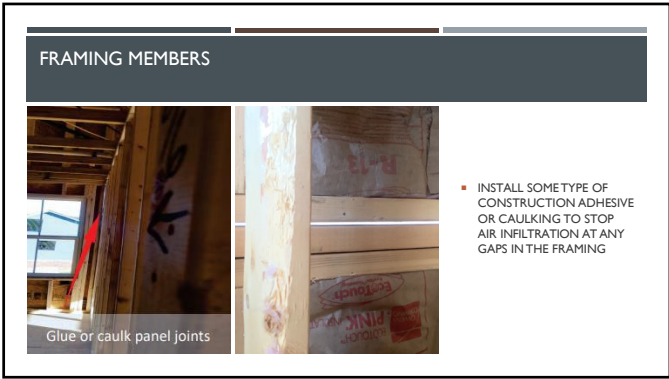 FRAMING MEMBERS
Glue or caulk panel joints
R-13
EcoTouch
PINK
INSTALL SOME TYPE OF
CONSTRUCTION ADHESIVE
OR CAULKING TO STOP
AIR INFILTRATION AT ANY
GAPS IN THE FRAMING